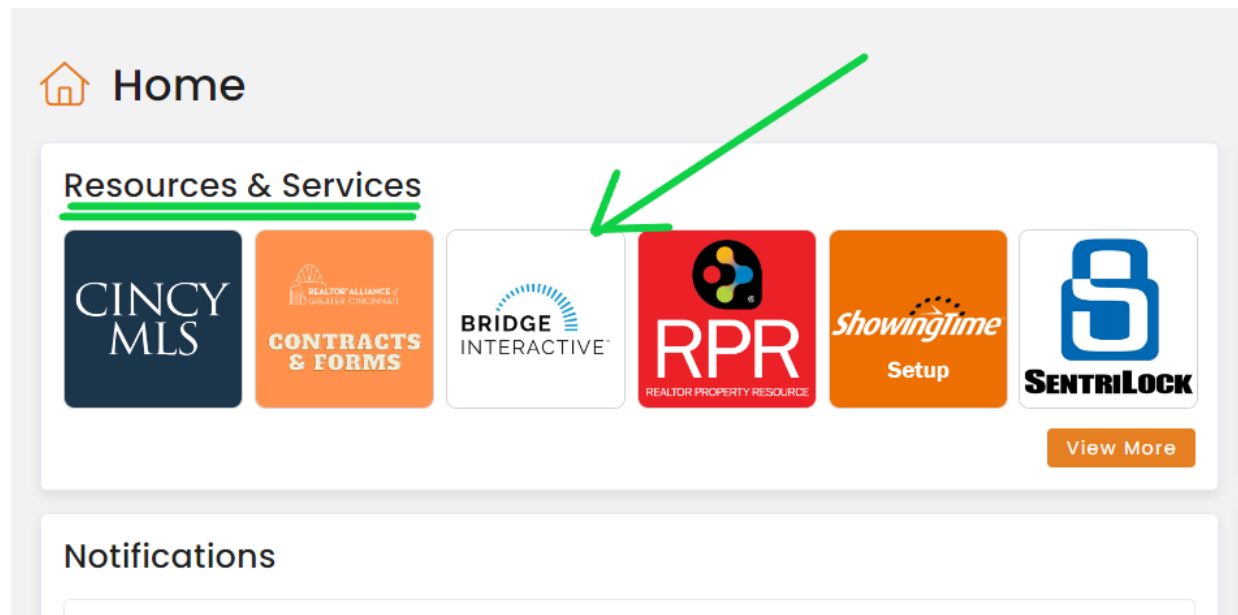 Home
Resources & Services
CINCY
MLS
REALTOR® ALLIANCE of
GREATER CINCINNATI
CONTRACTS
& FORMS
BRIDGE
INTERACTIVE™
®
RPR
REALTOR PROPERTY RESOURCE
ShowingTime
Setup
SENTRILOCK
View More
Notifications